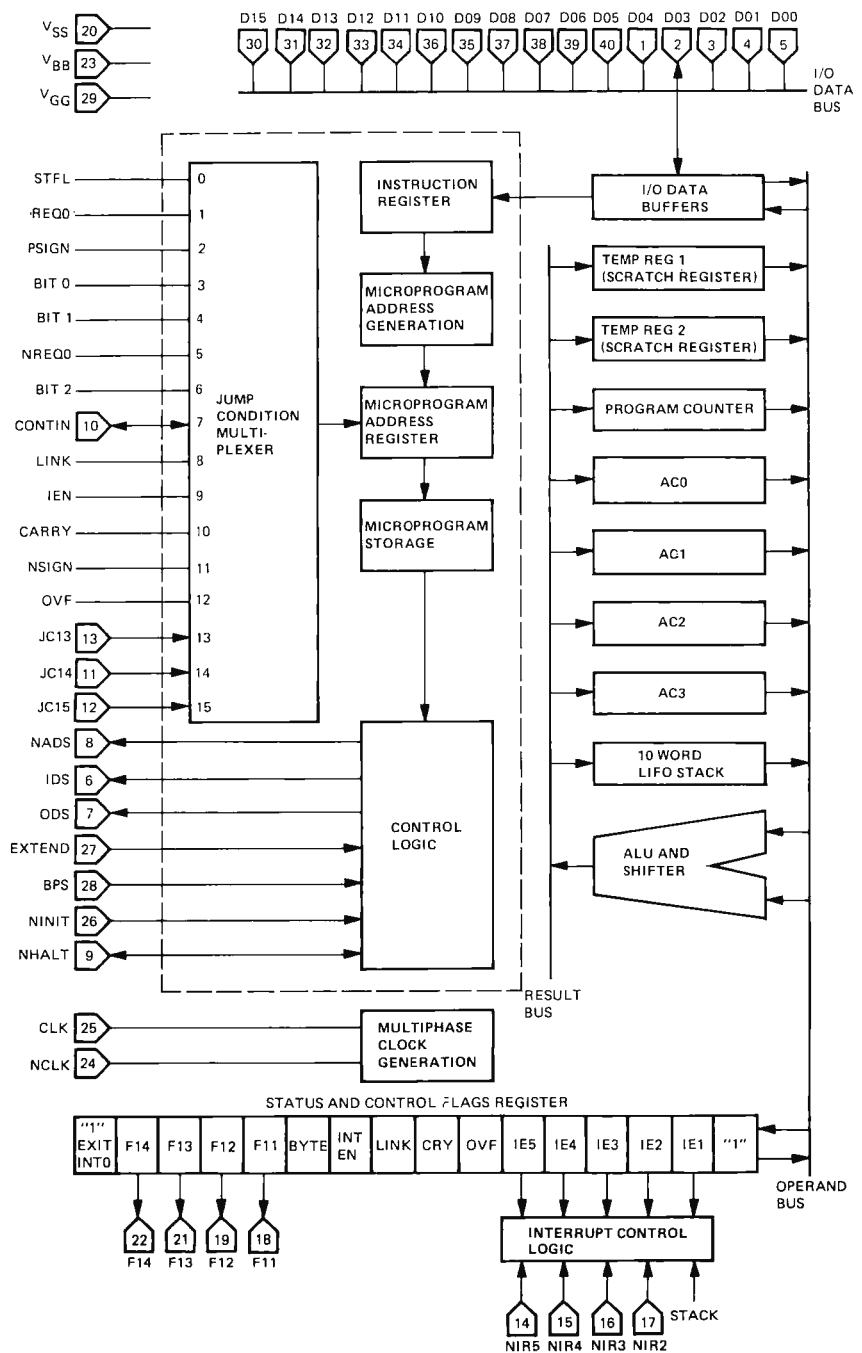 D15 D14 D13 D12 D11 D10 D09 D08 D07 D06 D05 D04 D03 D02 D01 D00
30 31 32 33 34 36 35 37 38 39 40 1 2 3 4 5
VSS 20
VBB 23
VGG 29
I/O
DATA
BUS
STFL 0
REQ0 1
PSIGN 2
BIT 0 3
BIT 1 4
NREQ0 5
BIT 2 6
CONTIN 10 7
LINK 8
IEN 9
CARRY 10
NSIGN 11
OVF 12
JC13 13 13
JC14 11 14
JC15 12 15
JUMP
CONDITION
MULTI-
PLEXER
INSTRUCTION
REGISTER
MICROPROGRAM
ADDRESS
GENERATION
MICROPROGRAM
ADDRESS
REGISTER
MICROPROGRAM
STORAGE
I/O DATA
BUFFERS
TEMP REG 1
(SCRATCH REGISTER)
TEMP REG 2
(SCRATCH REGISTER)
PROGRAM COUNTER
AC0
AC1
AC2
AC3
10 WORD
LIFO STACK
ALU AND
SHIFTER
NADS 8
IDS 6
ODS 7
EXTEND 27
BPS 28
NINIT 26
NHALT 9
CONTROL
LOGIC
RESULT
BUS
CLK 25
NCLK 24
MULTIPHASE
CLOCK
GENERATION
STATUS AND CONTROL FLAGS REGISTER
"1"
EXIT
INT0
F14 F13 F12 F11 BYTE
INT
EN
LINK CRY OVF IE5 IE4 IE3 IE2 IE1 "1"
OPERAND
BUS
22 21 19 18
F14 F13 F12 F11
INTERRUPT CONTROL
LOGIC
14 15 16 17 STACK
NIR5 NIR4 NIR3 NIR2